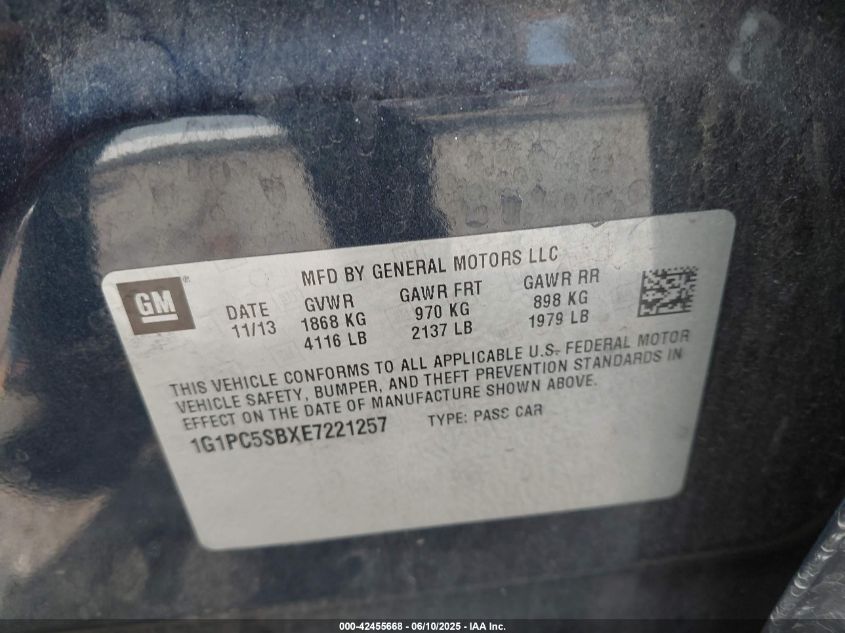 MFD BY GENERAL MOTORS LLC
GM ®
DATE GVWR GAWR FRT GAWR RR
11/13 1868 KG 970 KG 898 KG
4116 LB 2137 LB 1979 LB
THIS VEHICLE CONFORMS TO ALL APPLICABLE U.S. FEDERAL MOTOR
VEHICLE SAFETY, BUMPER, AND THEFT PREVENTION STANDARDS IN
EFFECT ON THE DATE OF MANUFACTURE SHOWN ABOVE.
1G1PC5SBXE7221257 TYPE: PASS CAR
000-42455668 - 06/10/2025 - IAA Inc.